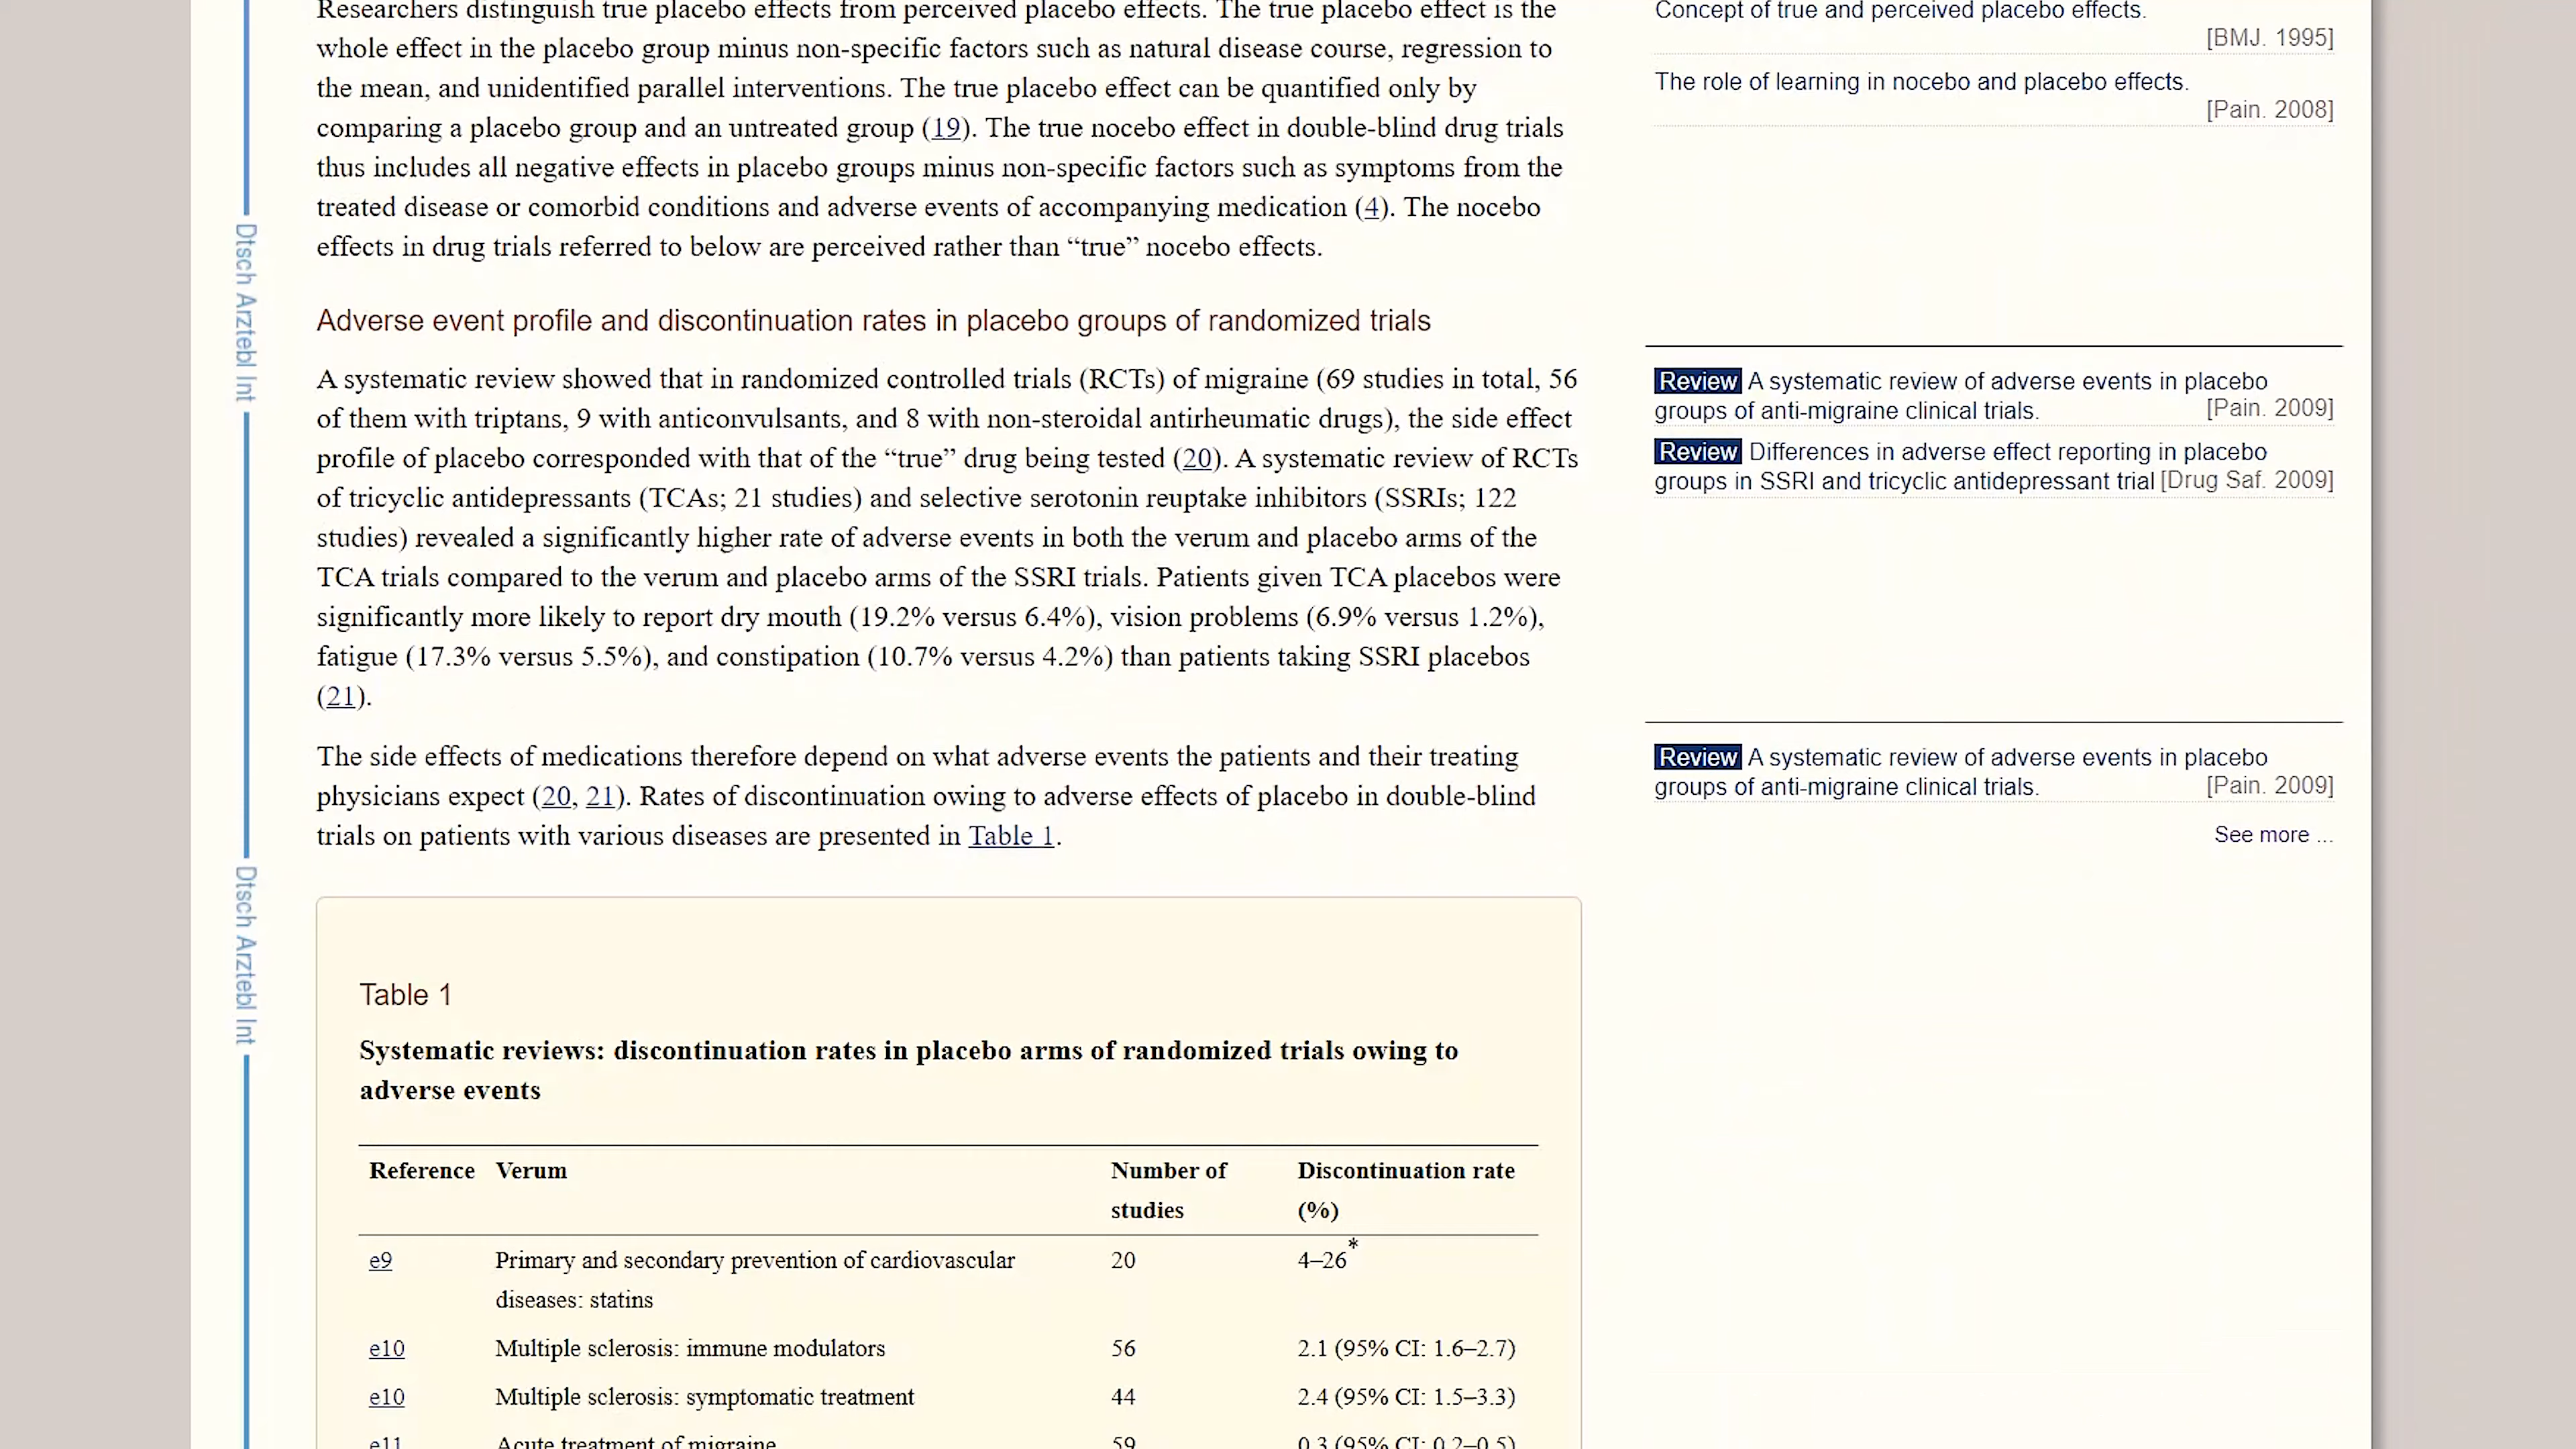 Researchers distinguish true placebo effects from perceived placebo effects. The true placebo effect is the
whole effect in the placebo group minus non-specific factors such as natural disease course, regression to
the mean, and unidentified parallel interventions. The true placebo effect can be quantified only by
comparing a placebo group and an untreated group (19). The true nocebo effect in double-blind drug trials
thus includes all negative effects in placebo groups minus non-specific factors such as symptoms from the
treated disease or comorbid conditions and adverse events of accompanying medication (4). The nocebo
effects in drug trials referred to below are perceived rather than “true” nocebo effects.
Adverse event profile and discontinuation rates in placebo groups of randomized trials
A systematic review showed that in randomized controlled trials (RCTs) of migraine (69 studies in total, 56
of them with triptans, 9 with anticonvulsants, and 8 with non-steroidal antirheumatic drugs), the side effect
profile of placebo corresponded with that of the “true” drug being tested (20). A systematic review of RCTs
of tricyclic antidepressants (TCAs; 21 studies) and selective serotonin reuptake inhibitors (SSRIs; 122
studies) revealed a significantly higher rate of adverse events in both the verum and placebo arms of the
TCA trials compared to the verum and placebo arms of the SSRI trials. Patients given TCA placebos were
significantly more likely to report dry mouth (19.2% versus 6.4%), vision problems (6.9% versus 1.2%),
fatigue (17.3% versus 5.5%), and constipation (10.7% versus 4.2%) than patients taking SSRI placebos
(21).
The side effects of medications therefore depend on what adverse events the patients and their treating
physicians expect (20, 21). Rates of discontinuation owing to adverse effects of placebo in double-blind
trials on patients with various diseases are presented in Table 1.
Table 1
Systematic reviews: discontinuation rates in placebo arms of randomized trials owing to
adverse events
Reference Verum Number of Discontinuation rate
studies (%)
e9 Primary and secondary prevention of cardiovascular 20 4–26*
diseases: statins
e10 Multiple sclerosis: immune modulators 56 2.1 (95% CI: 1.6–2.7)
e10 Multiple sclerosis: symptomatic treatment 44 2.4 (95% CI: 1.5–3.3)
e11 Acute treatment of migraine 59 0.3 (95% CI: 0.2–0.5)
Concept of true and perceived placebo effects.
[BMJ. 1995]
The role of learning in nocebo and placebo effects.
[Pain. 2008]
Review A systematic review of adverse events in placebo
groups of anti-migraine clinical trials. [Pain. 2009]
Review Differences in adverse effect reporting in placebo
groups in SSRI and tricyclic antidepressant trial [Drug Saf. 2009]
Review A systematic review of adverse events in placebo
groups of anti-migraine clinical trials. [Pain. 2009]
See more ...
Dtsch Arztebl Int
Dtsch Arztebl Int